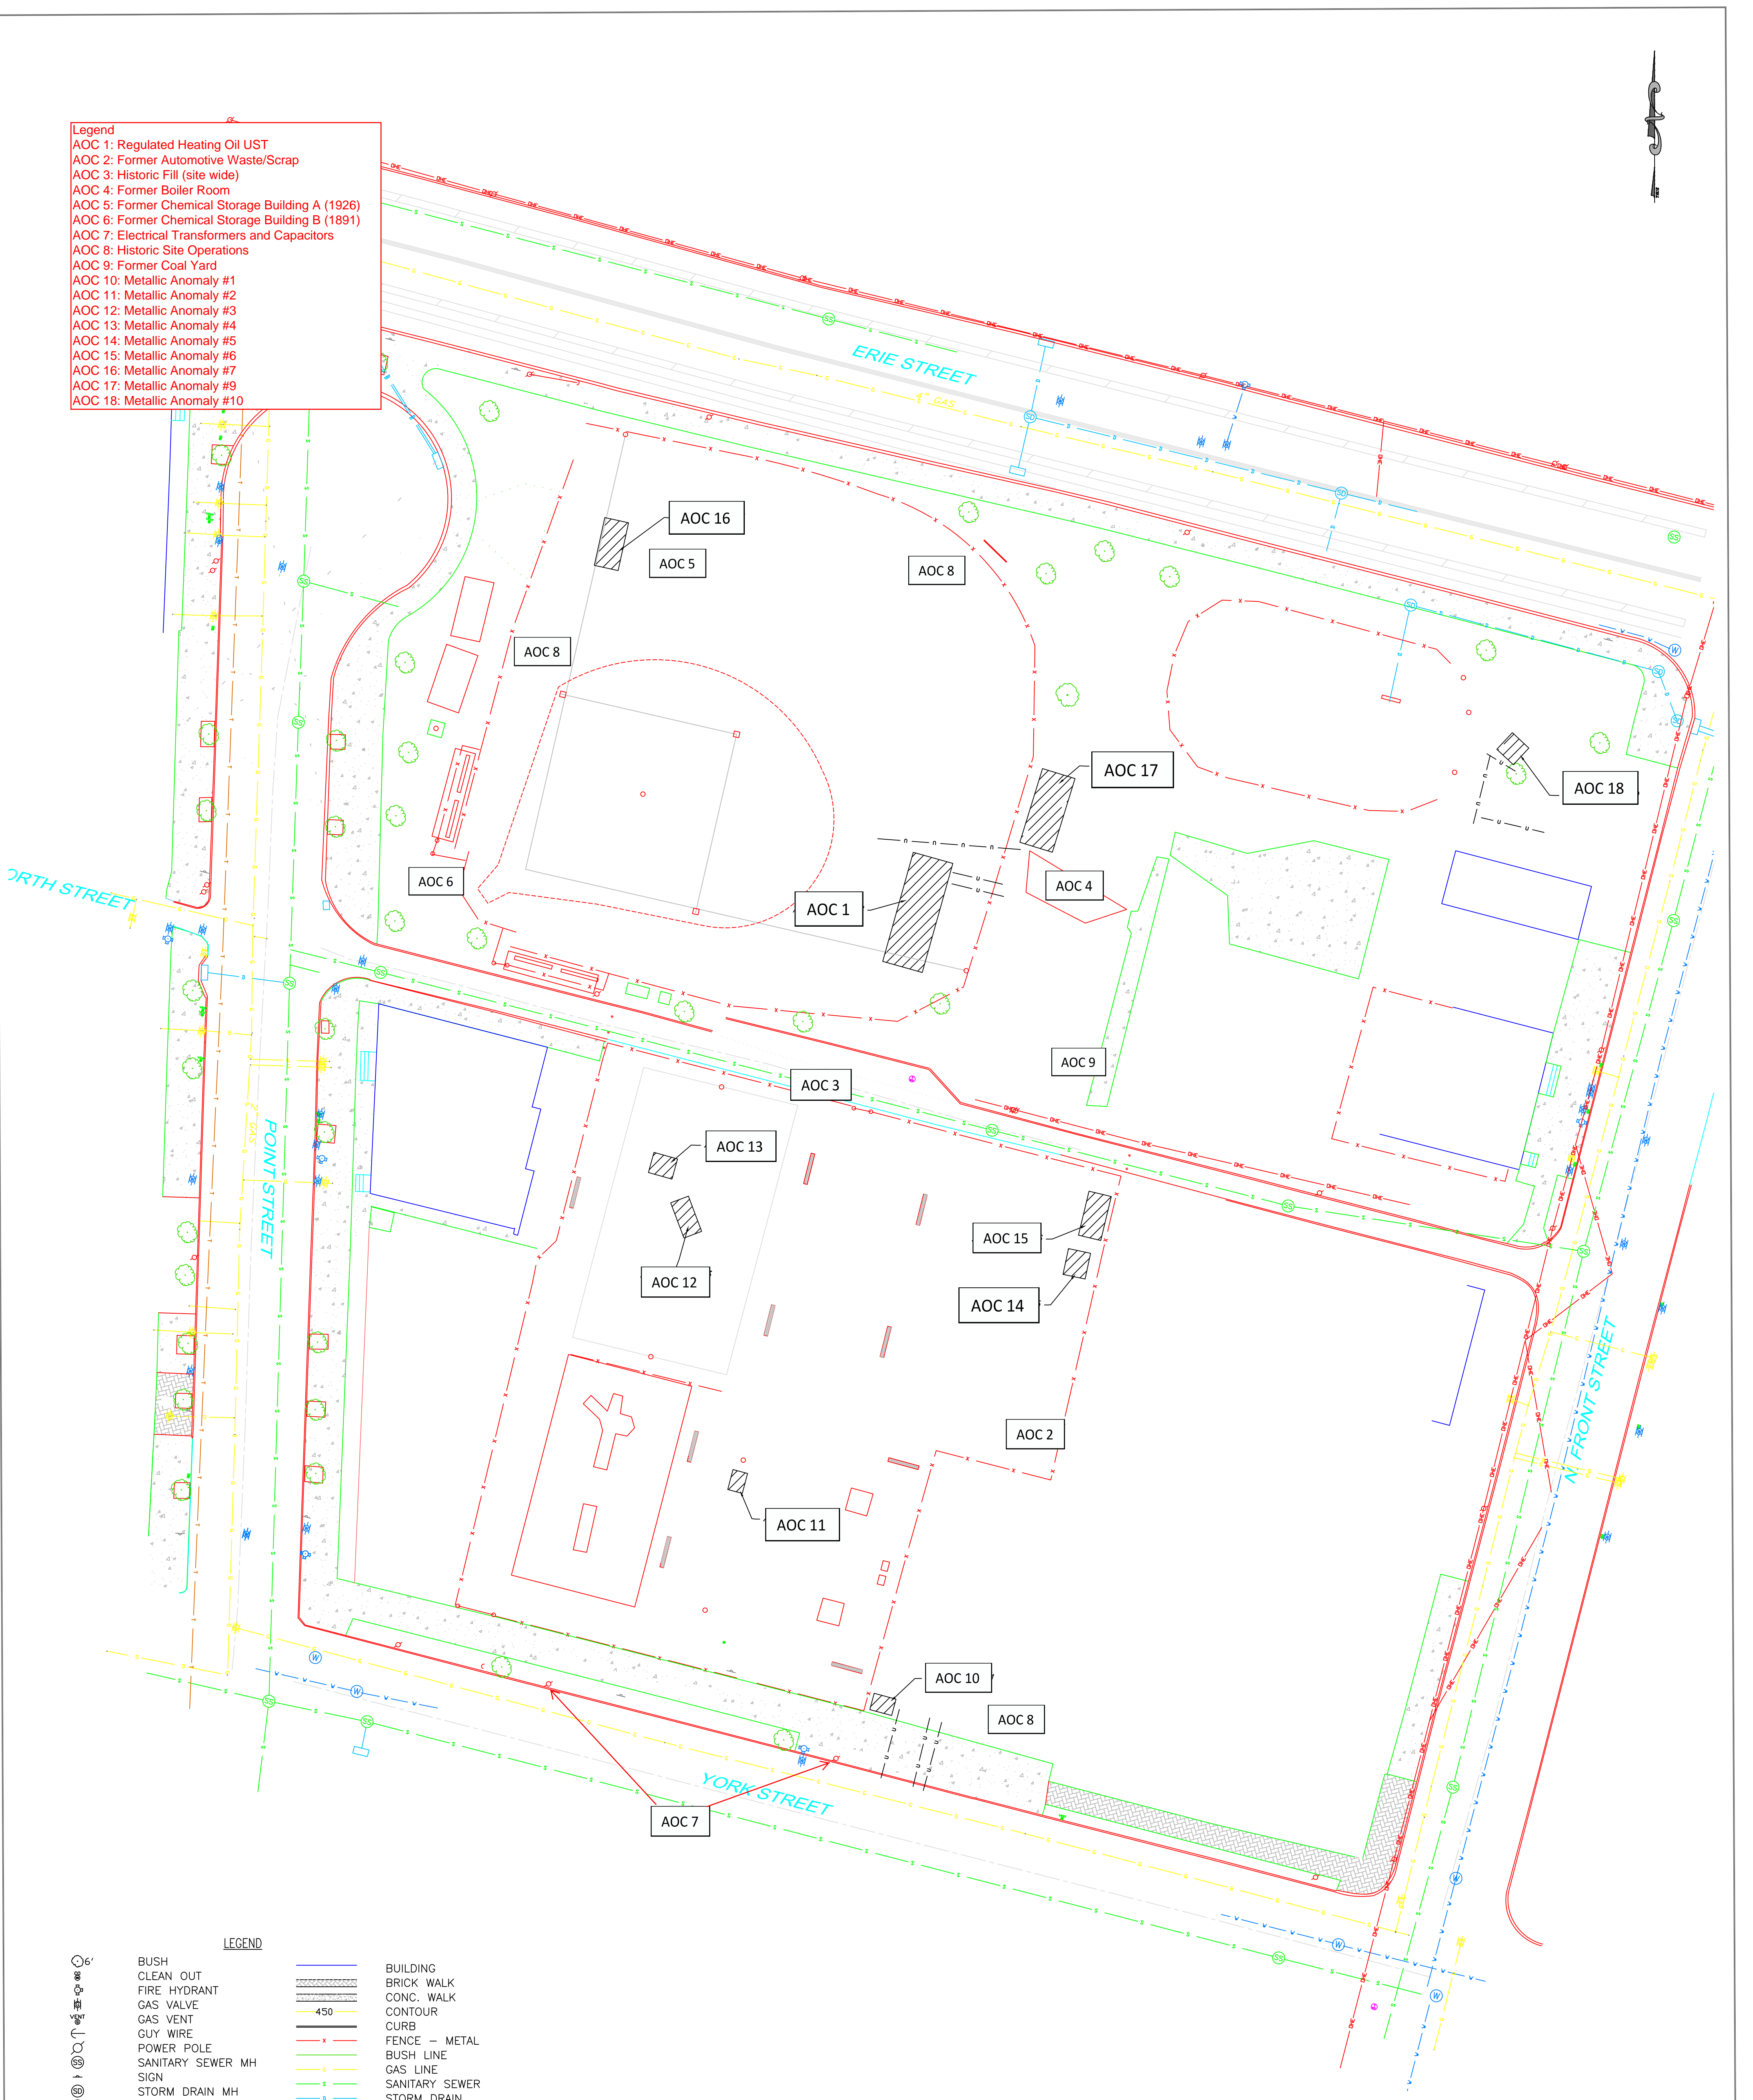 Legend
AOC 1: Regulated Heating Oil UST
AOC 2: Former Automotive Waste/Scrap
AOC 3: Historic Fill (site wide)
AOC 4: Former Boiler Room
AOC 5: Former Chemical Storage Building A (1926)
AOC 6: Former Chemical Storage Building B (1891)
AOC 7: Electrical Transformers and Capacitors
AOC 8: Historic Site Operations
AOC 9: Former Coal Yard
AOC 10: Metallic Anomaly #1
AOC 11: Metallic Anomaly #2
AOC 12: Metallic Anomaly #3
AOC 13: Metallic Anomaly #4
AOC 14: Metallic Anomaly #5
AOC 15: Metallic Anomaly #6
AOC 16: Metallic Anomaly #7
AOC 17: Metallic Anomaly #9
AOC 18: Metallic Anomaly #10
ERIE STREET
4" GAS
AOC 16
AOC 5
AOC 8
AOC 8
AOC 17
AOC 18
AOC 6
AOC 4
AOC 1
ORTH STREET
AOC 9
AOC 3
AOC 13
POINT STREET
GAS
AOC 15
AOC 12
AOC 14
N. FRONT STREET
AOC 2
AOC 11
AOC 10
AOC 8
YORK STREET
AOC 7
LEGEND
6' BUSH
CLEAN OUT
FIRE HYDRANT
GAS VALVE
VENT GAS VENT
GUY WIRE
POWER POLE
SS SANITARY SEWER MH
SIGN
SD STORM DRAIN MH
BUILDING
BRICK WALK
CONC. WALK
450 CONTOUR
CURB
x FENCE - METAL
BUSH LINE
G GAS LINE
S SANITARY SEWER
D STORM DRAIN